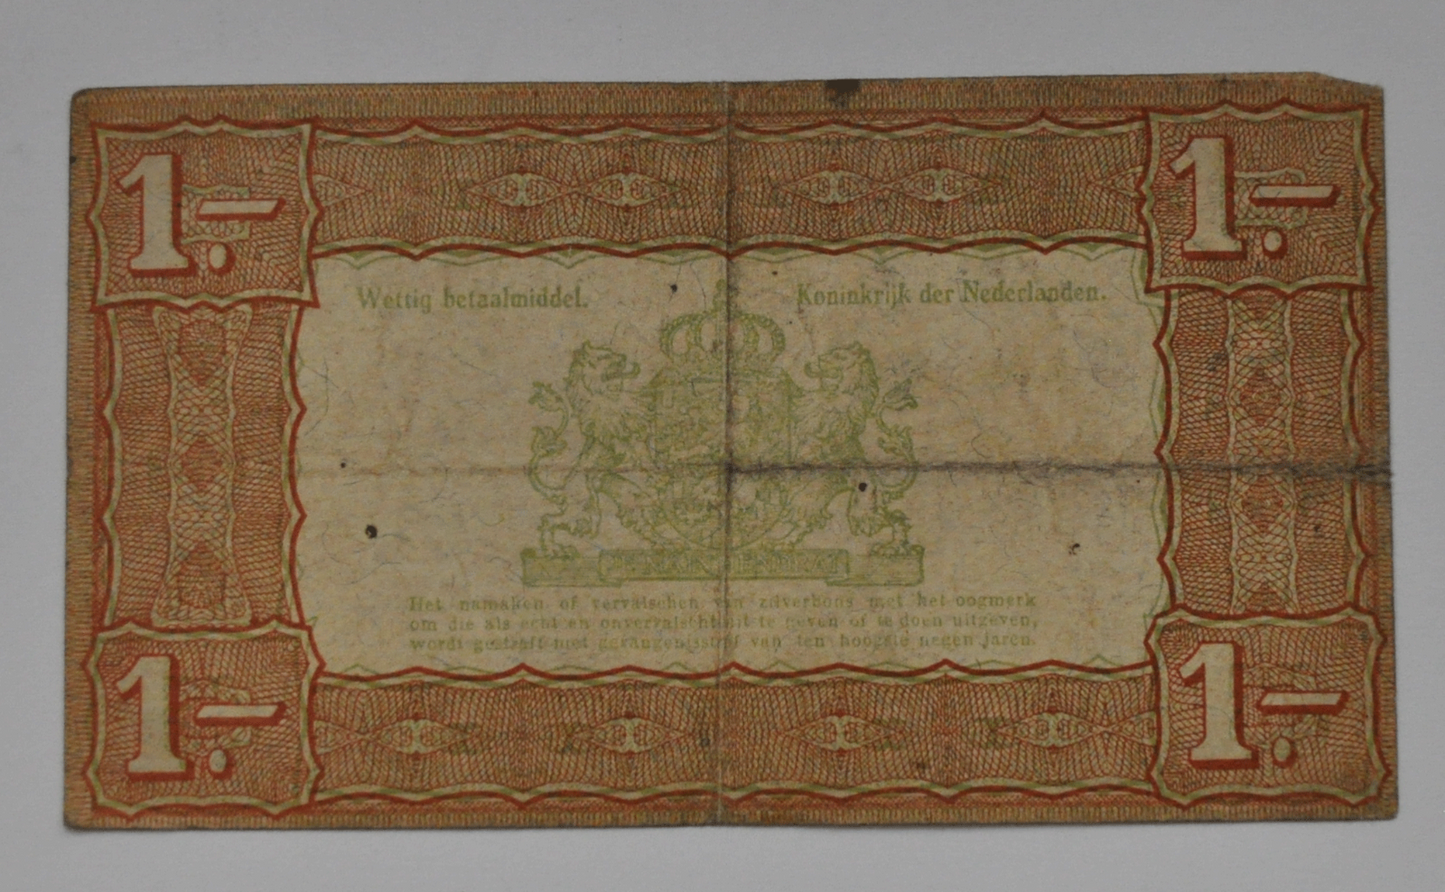 1.- 1.-
Wettig betaalmiddel. Koninkrijk der Nederlanden.
Het namaken of vervalschen van zilverbons met het oogmerk
om die als echt en onvervalscht uit te geven of te doen uitgeven,
wordt gestraft met gevangenisstraf van ten hoogste negen jaren.
1.- 1.-